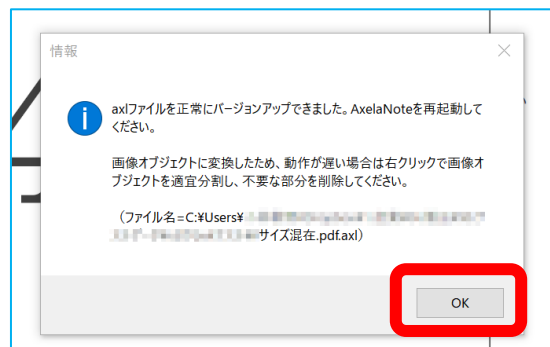 情報
axlファイルを正常にバージョンアップできました。AxelaNoteを再起動して
ください。
画像オブジェクトに変換したため、動作が遅い場合は右クリックで画像オ
ブジェクトを適宜分割し、不要な部分を削除してください。
（ファイル名=C:¥Users¥
サイズ混在.pdf.axl）
OK